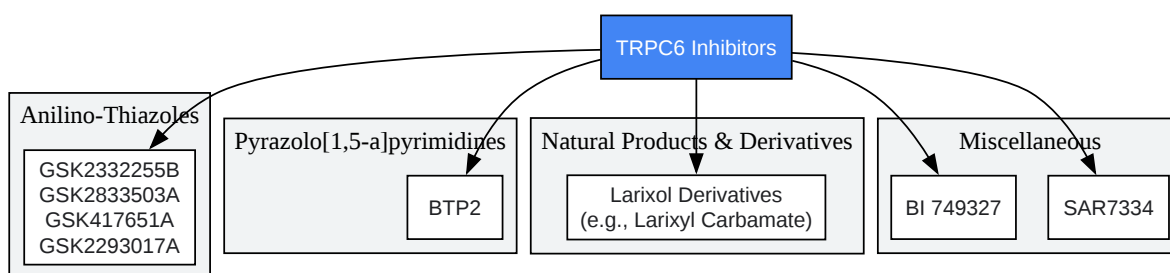 TRPC6 Inhibitors
Anilino-Thiazoles
GSK2332255B
GSK2833503A
GSK417651A
GSK2293017A
Pyrazolo[1,5-a]pyrimidines
BTP2
Natural Products & Derivatives
Larixol Derivatives
(e.g., Larixyl Carbamate)
Miscellaneous
BI 749327
SAR7334